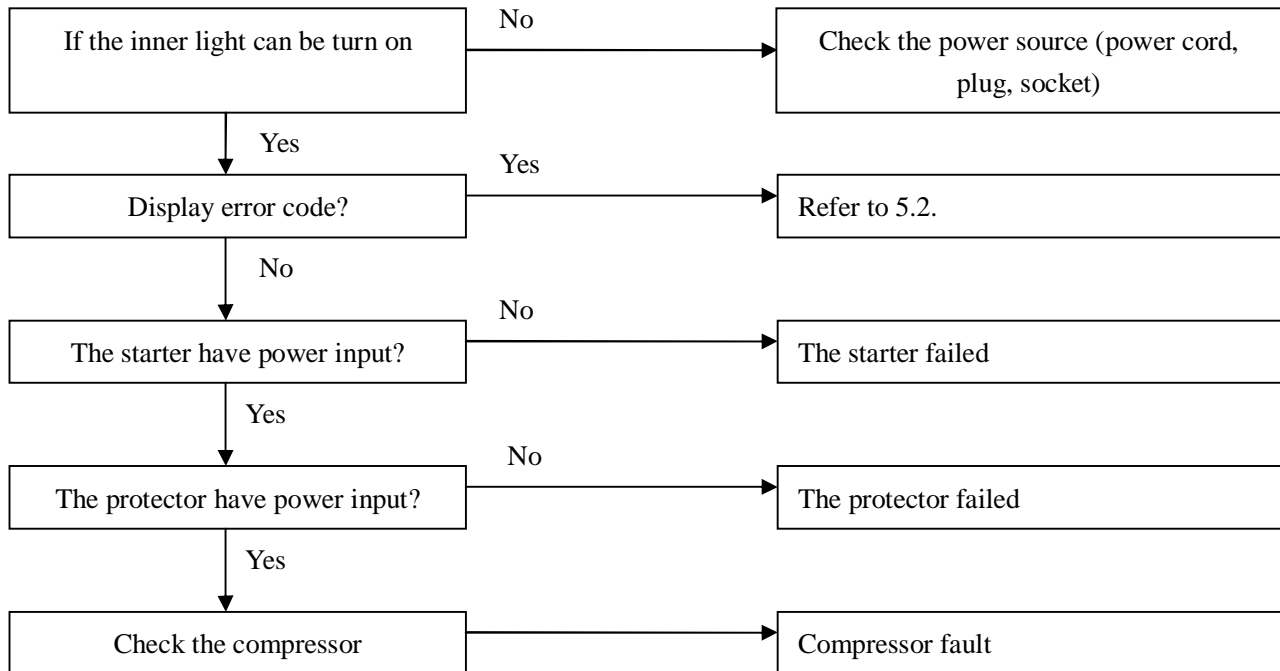 No
If the inner light can be turn on
Check the power source (power cord,
plug, socket)
Yes
Yes
Display error code?
Refer to 5.2.
No
No
The starter have power input?
The starter failed
Yes
No
The protector have power input?
The protector failed
Yes
Check the compressor
Compressor fault